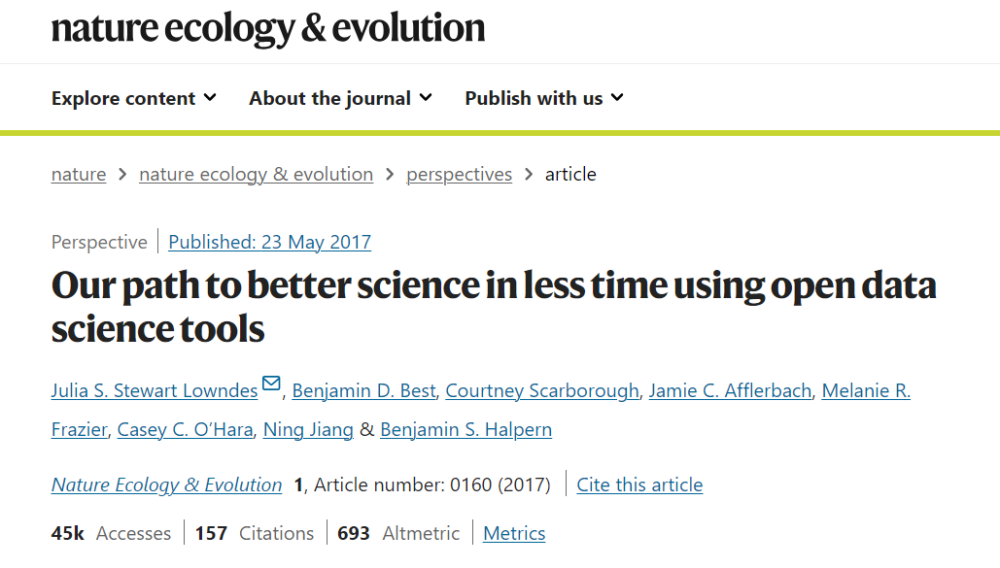 nature ecology & evolution
Explore content About the journal Publish with us
nature > nature ecology & evolution > perspectives > article
Perspective | Published: 23 May 2017
Our path to better science in less time using open data
science tools
Julia S. Stewart Lowndes, Benjamin D. Best, Courtney Scarborough, Jamie C. Afflerbach, Melanie R.
Frazier, Casey C. O’Hara, Ning Jiang & Benjamin S. Halpern
Nature Ecology & Evolution 1, Article number: 0160 (2017) | Cite this article
45k Accesses | 157 Citations | 693 Altmetric | Metrics